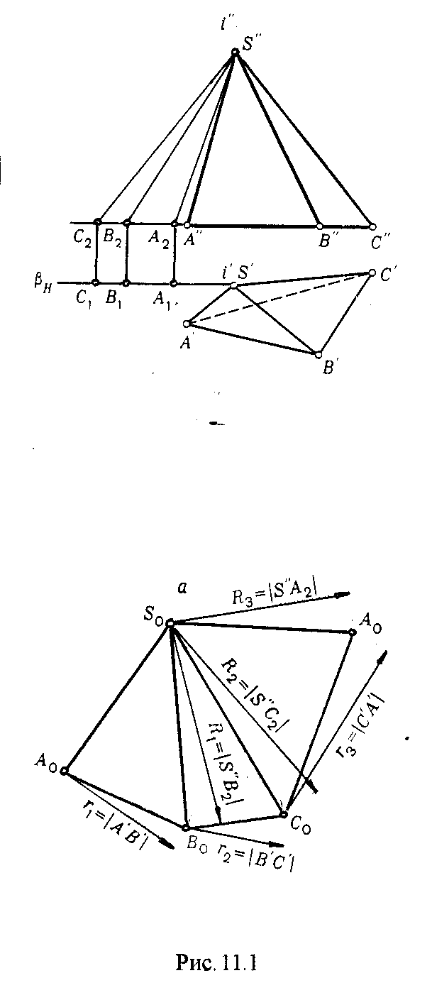 i″
S″
C₂ B₂ A₂ A″ B″ C″
β_H i′ S′ C′
C₁ B₁ A₁
A′
B′
a
R₃=|S″A₂|
S₀ A₀
R₂=|S″C₂|
R₁=|S″B₂|
r₃=|C′A′|
A₀
r₁=|A′B′|
B₀ r₂=|B′C′| C₀
Рис. 11.1